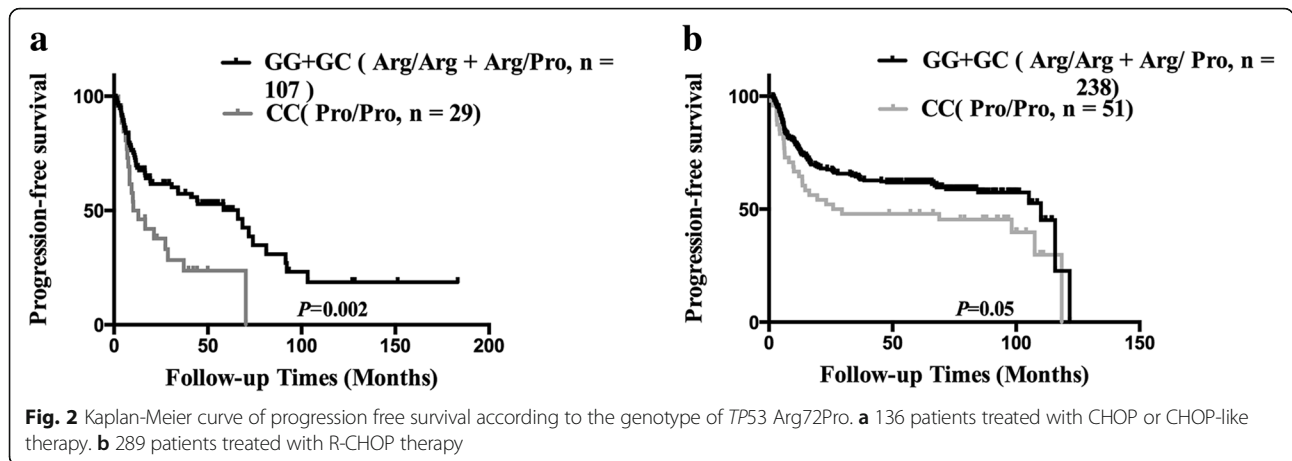 a
GG+GC ( Arg/Arg + Arg/Pro, n =
107 )
CC( Pro/Pro, n = 29)
Progression-free survival
100
50
0
P=0.002
0 50 100 150 200
Follow-up Times (Months)
b
GG+GC ( Arg/Arg + Arg/ Pro, n =
238)
CC( Pro/Pro, n = 51)
Progression-free survival
100
50
0
P=0.05
0 50 100 150
Follow-up Times (Months)
Fig. 2 Kaplan-Meier curve of progression free survival according to the genotype of TP53 Arg72Pro. a 136 patients treated with CHOP or CHOP-like
therapy. b 289 patients treated with R-CHOP therapy